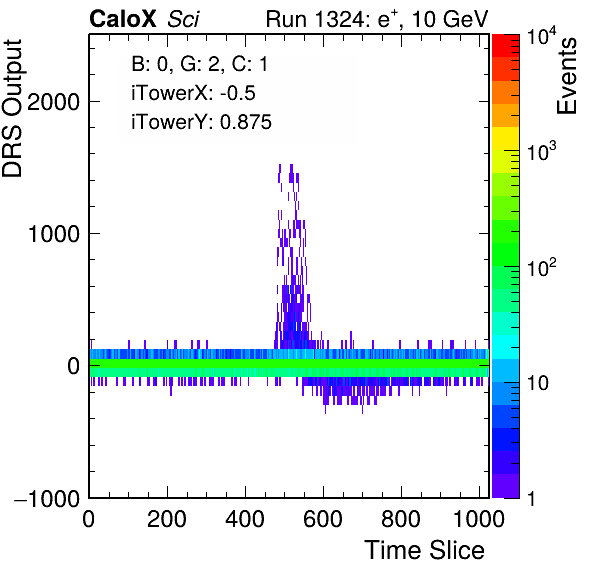 CaloX Sci
Run 1324: e+, 10 GeV
B: 0, G: 2, C: 1
iTowerX: -0.5
iTowerY: 0.875
DRS Output
2000
1000
0
−1000
0 200 400 600 800 1000
Time Slice
Events
10^4
10^3
10^2
10
1